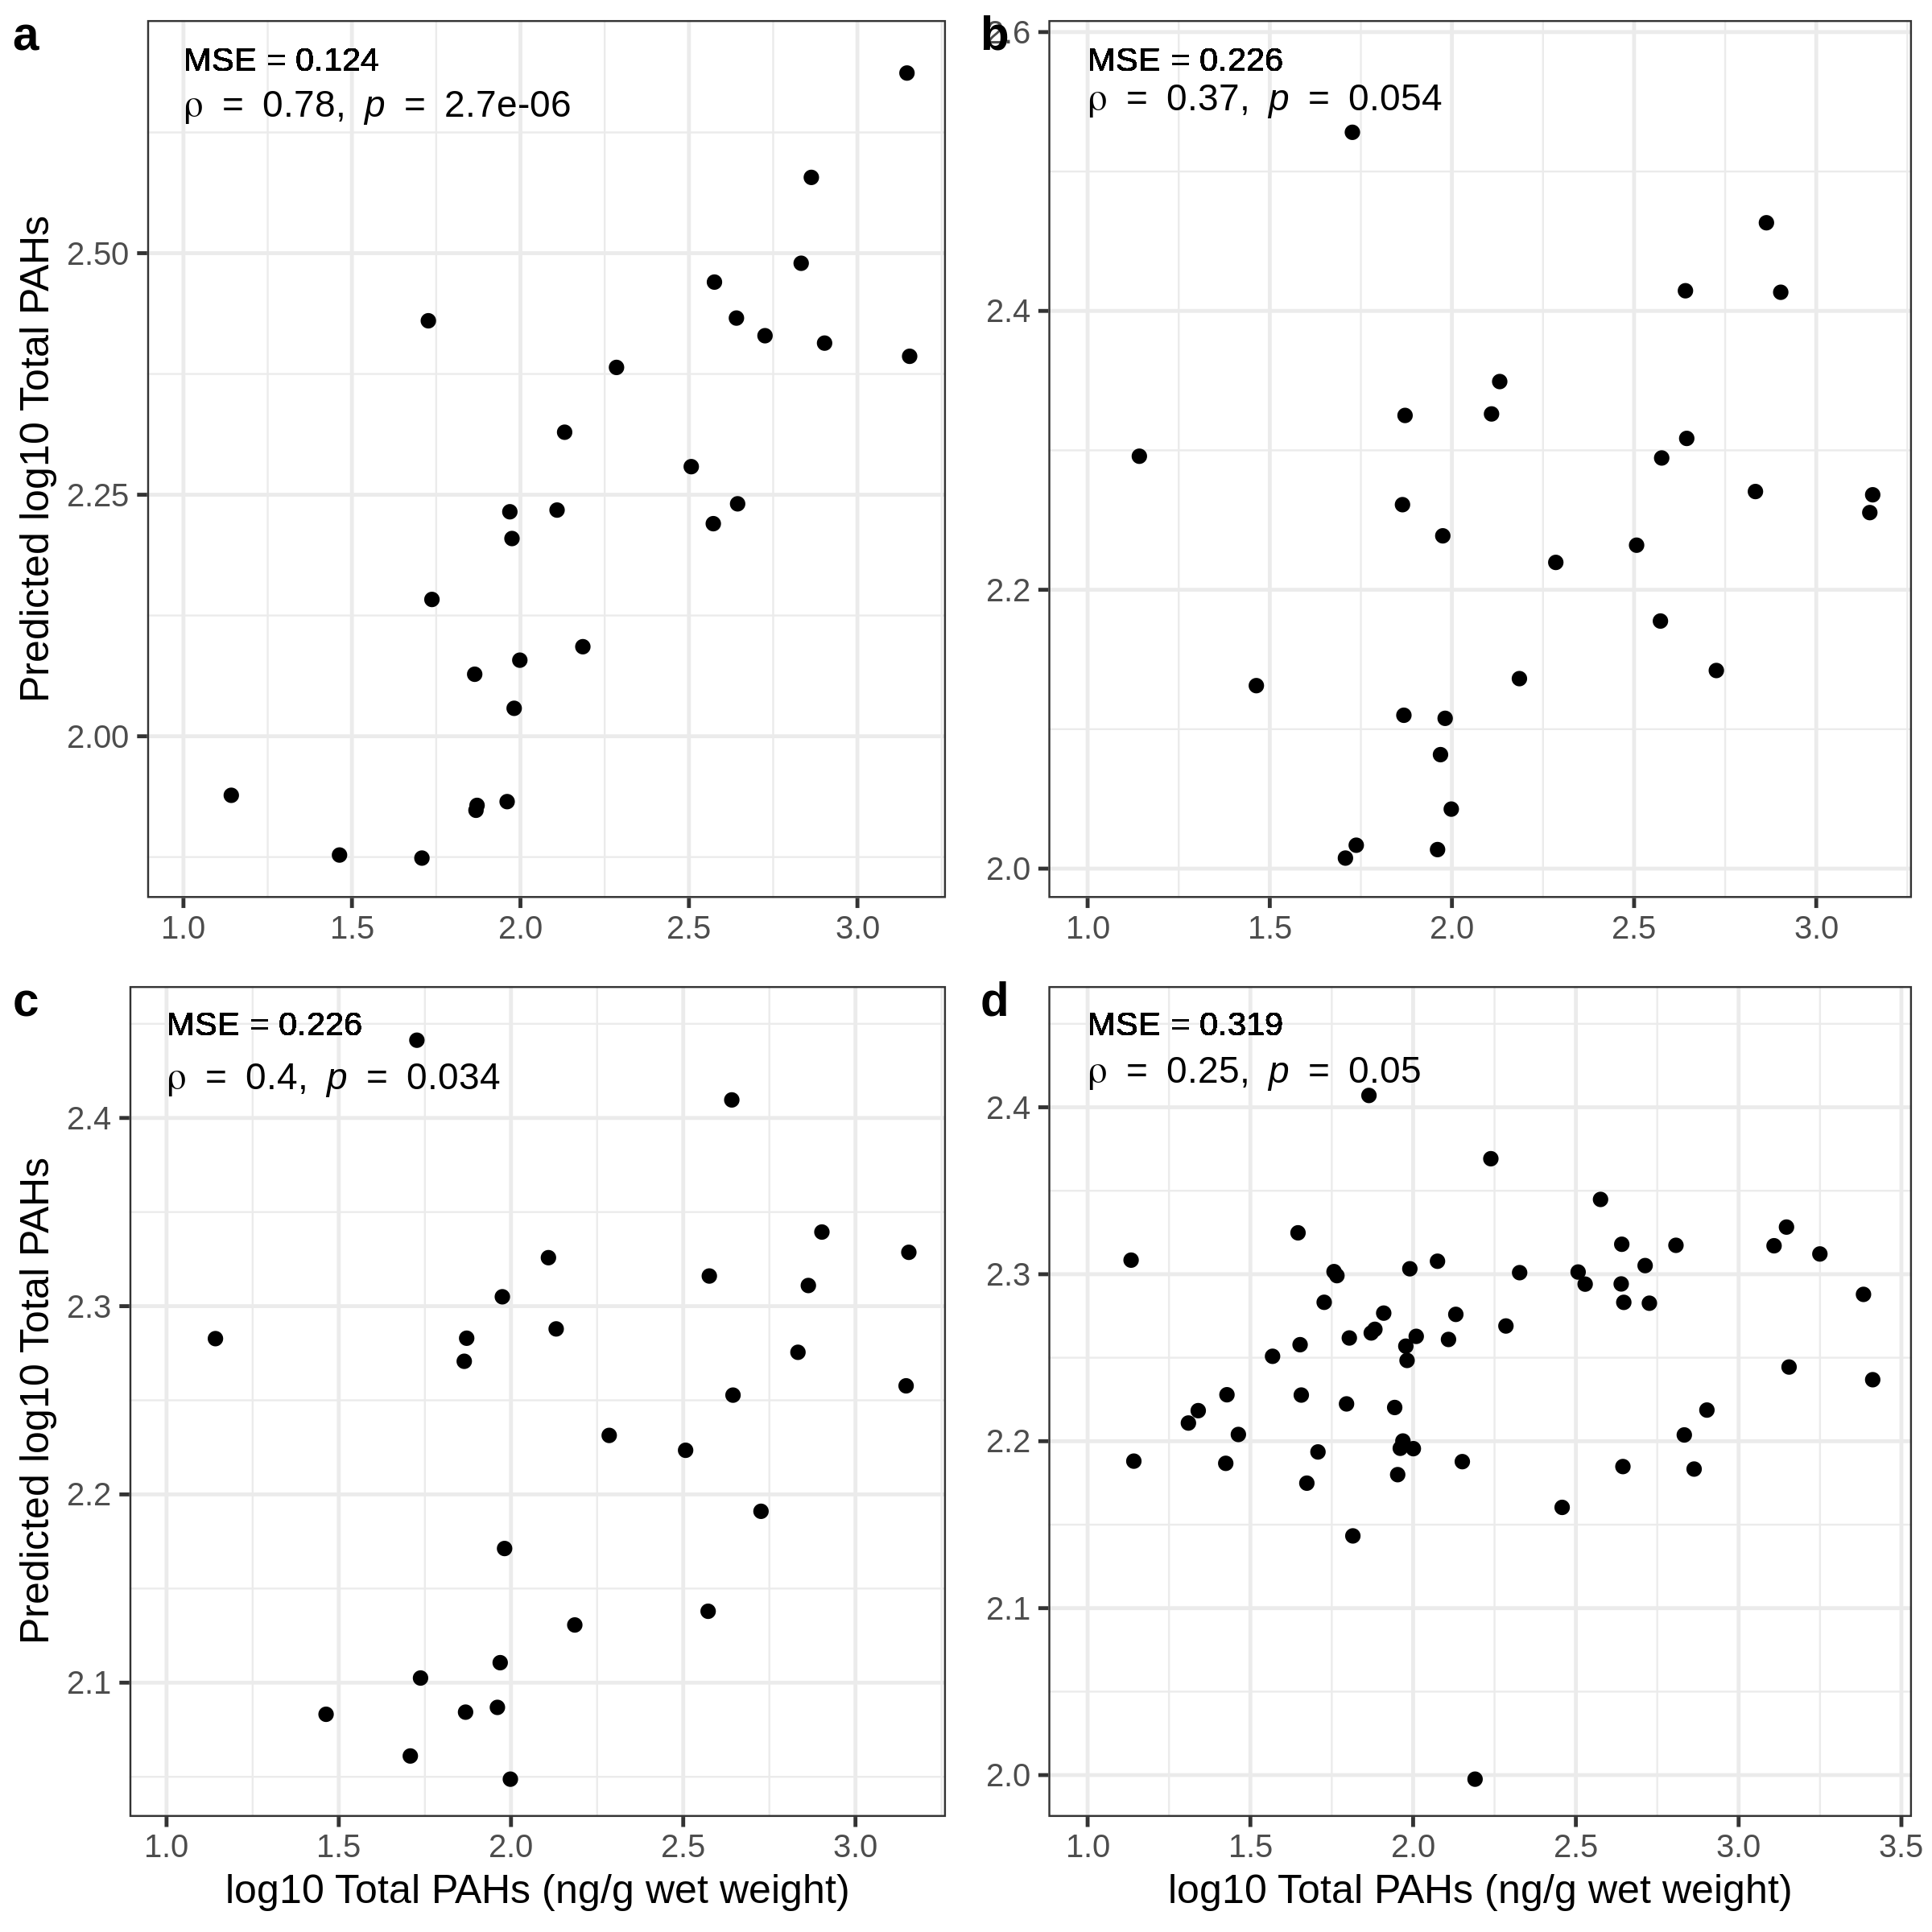 a
MSE = 0.124
ρ = 0.78, p = 2.7e-06
Predicted log10 Total PAHs
2.50
2.25
2.00
1.0 1.5 2.0 2.5 3.0
b
2.6
MSE = 0.226
ρ = 0.37, p = 0.054
2.4
2.2
2.0
1.0 1.5 2.0 2.5 3.0
c
MSE = 0.226
ρ = 0.4, p = 0.034
Predicted log10 Total PAHs
2.4
2.3
2.2
2.1
1.0 1.5 2.0 2.5 3.0
log10 Total PAHs (ng/g wet weight)
d
MSE = 0.319
ρ = 0.25, p = 0.05
2.4
2.3
2.2
2.1
2.0
1.0 1.5 2.0 2.5 3.0 3.5
log10 Total PAHs (ng/g wet weight)